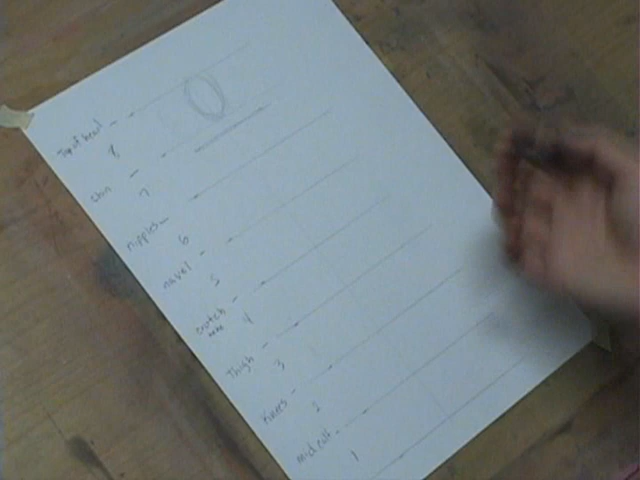 Top of head
8
chin
7
nipples
6
navel
5
crotch
4
thigh
3
Knees
2
mid calf
1